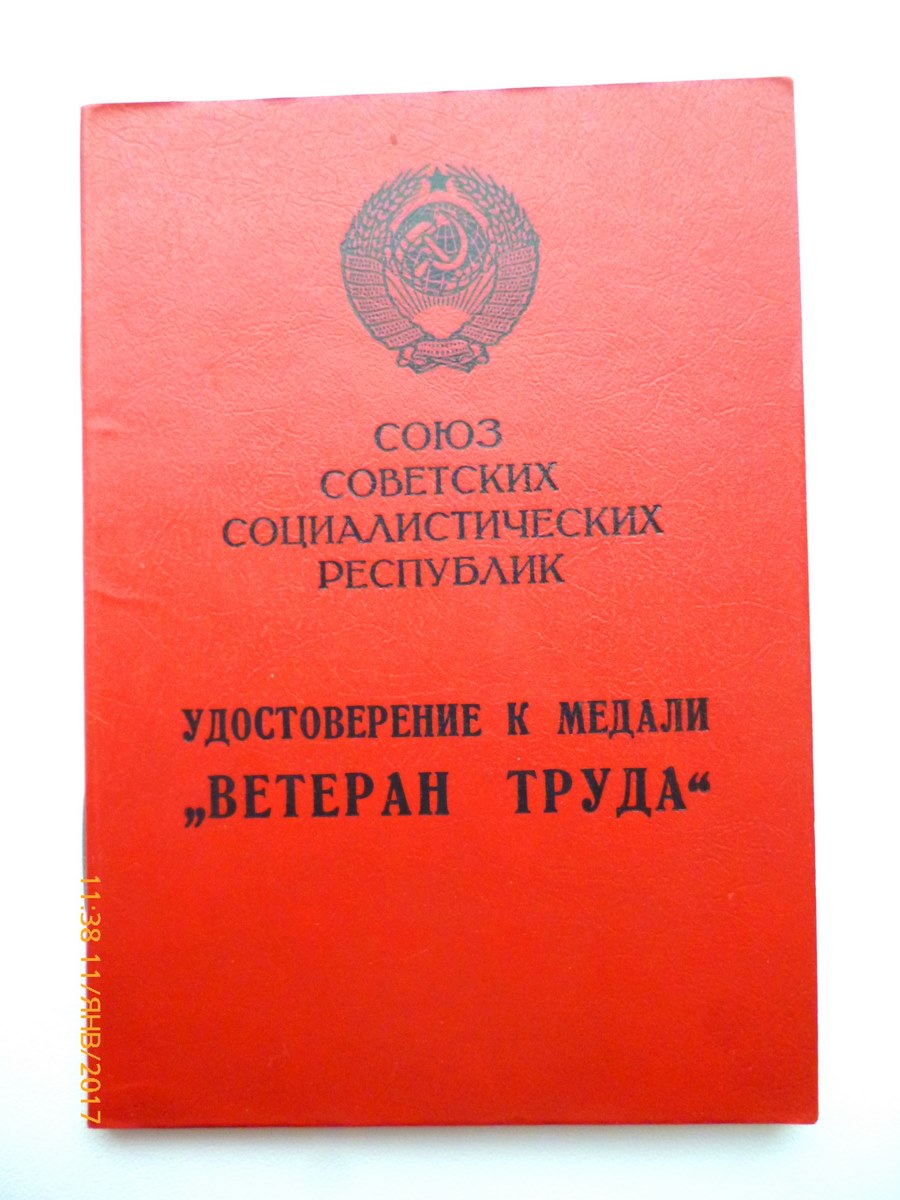 СОЮЗ
СОВЕТСКИХ
СОЦИАЛИСТИЧЕСКИХ
РЕСПУБЛИК
УДОСТОВЕРЕНИЕ К МЕДАЛИ
„ВЕТЕРАН ТРУДА“
11:38 11/ЯНВ/2017